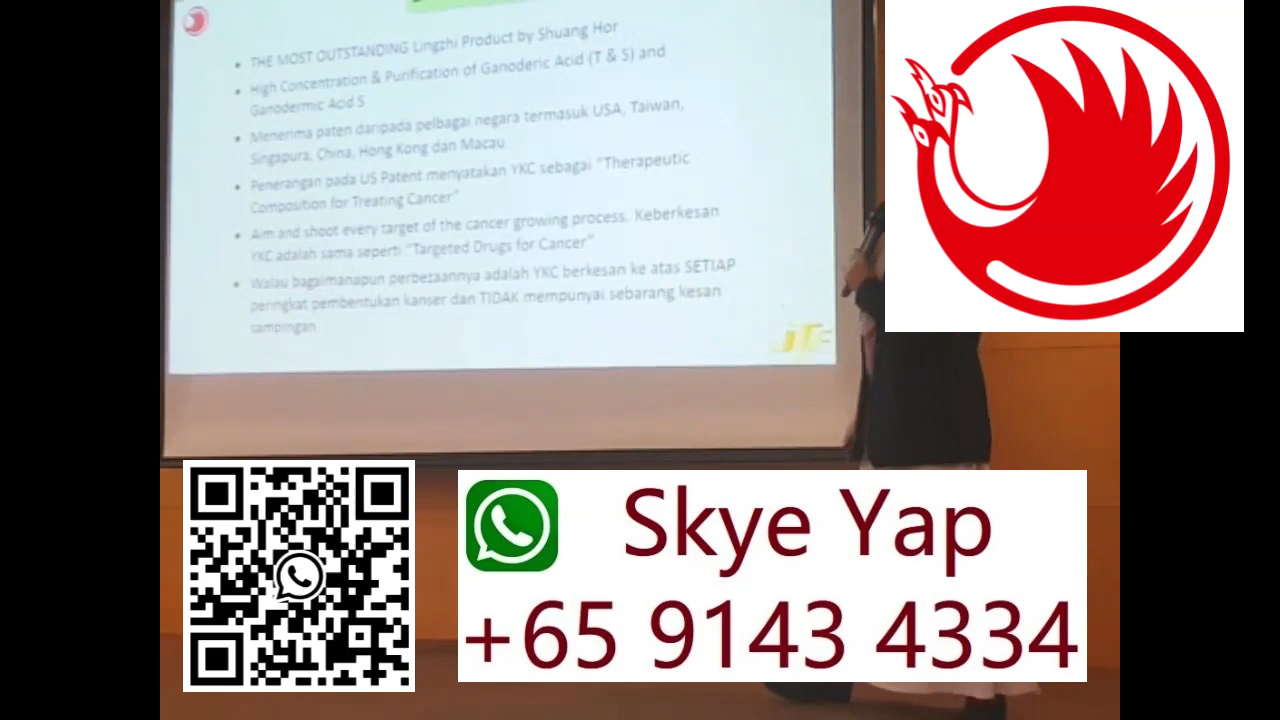 THE MOST OUTSTANDING Lingzhi Product by Shuang Hor
High Concentration & Purification of Ganoderic Acid (T & S) and
Ganodermic Acid S
Menerima paten daripada pelbagai negara termasuk USA, Taiwan,
Singapura, China, Hong Kong dan Macau
Penerangan pada US Patent menyatakan YKC sebagai "Therapeutic
Composition for Treating Cancer"
Aim and shoot every target of the cancer growing process. Keberkesan
YKC adalah sama seperti "Targeted Drugs for Cancer"
Walau bagaimanapun perbezaannya adalah YKC berkesan ke atas SETIAP
peringkat pembentukan kanser dan TIDAK mempunyai sebarang kesan
sampingan
Skye Yap
+65 9143 4334